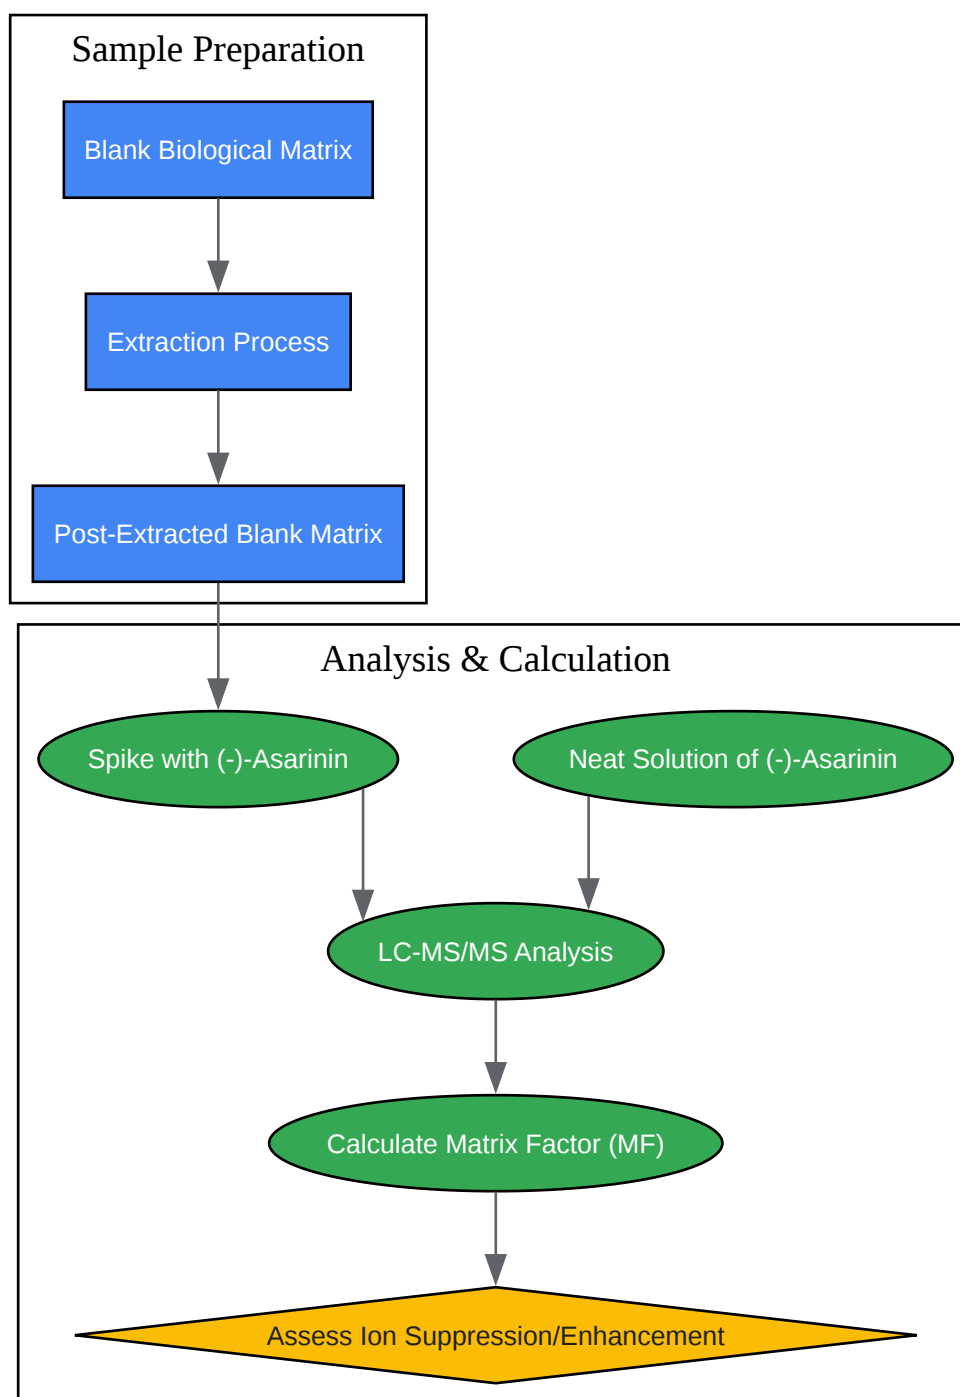 Sample Preparation
Blank Biological Matrix
Extraction Process
Post-Extracted Blank Matrix
Analysis & Calculation
Spike with (-)-Asarinin
Neat Solution of (-)-Asarinin
LC-MS/MS Analysis
Calculate Matrix Factor (MF)
Assess Ion Suppression/Enhancement